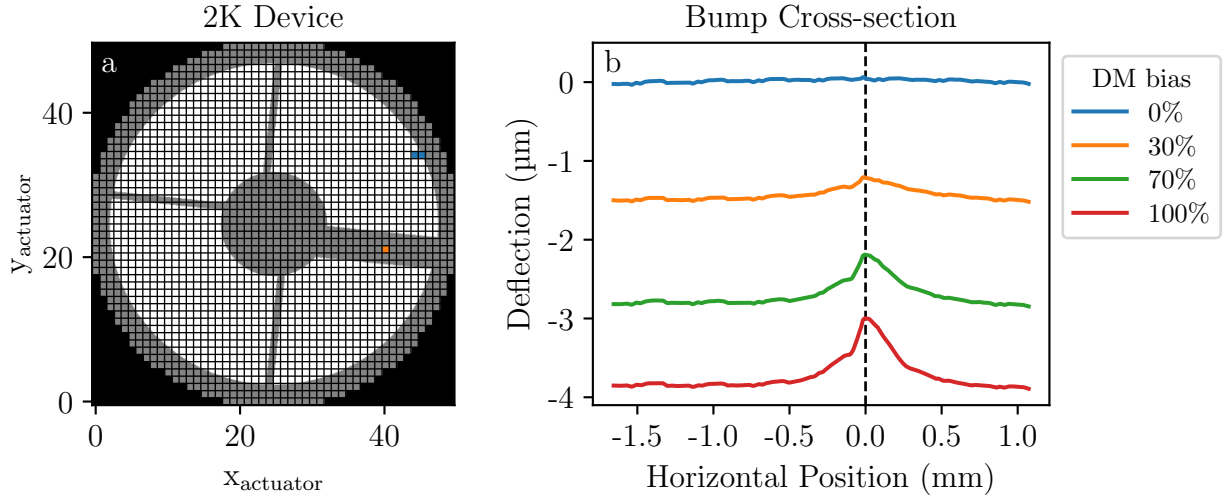 2K Device
a
40
20
0
0
20
40
y_actuator
x_actuator
Bump Cross-section
b
0
-1
-2
-3
-4
-1.5
-1.0
-0.5
0.0
0.5
1.0
Deflection (µm)
Horizontal Position (mm)
DM bias
0%
30%
70%
100%